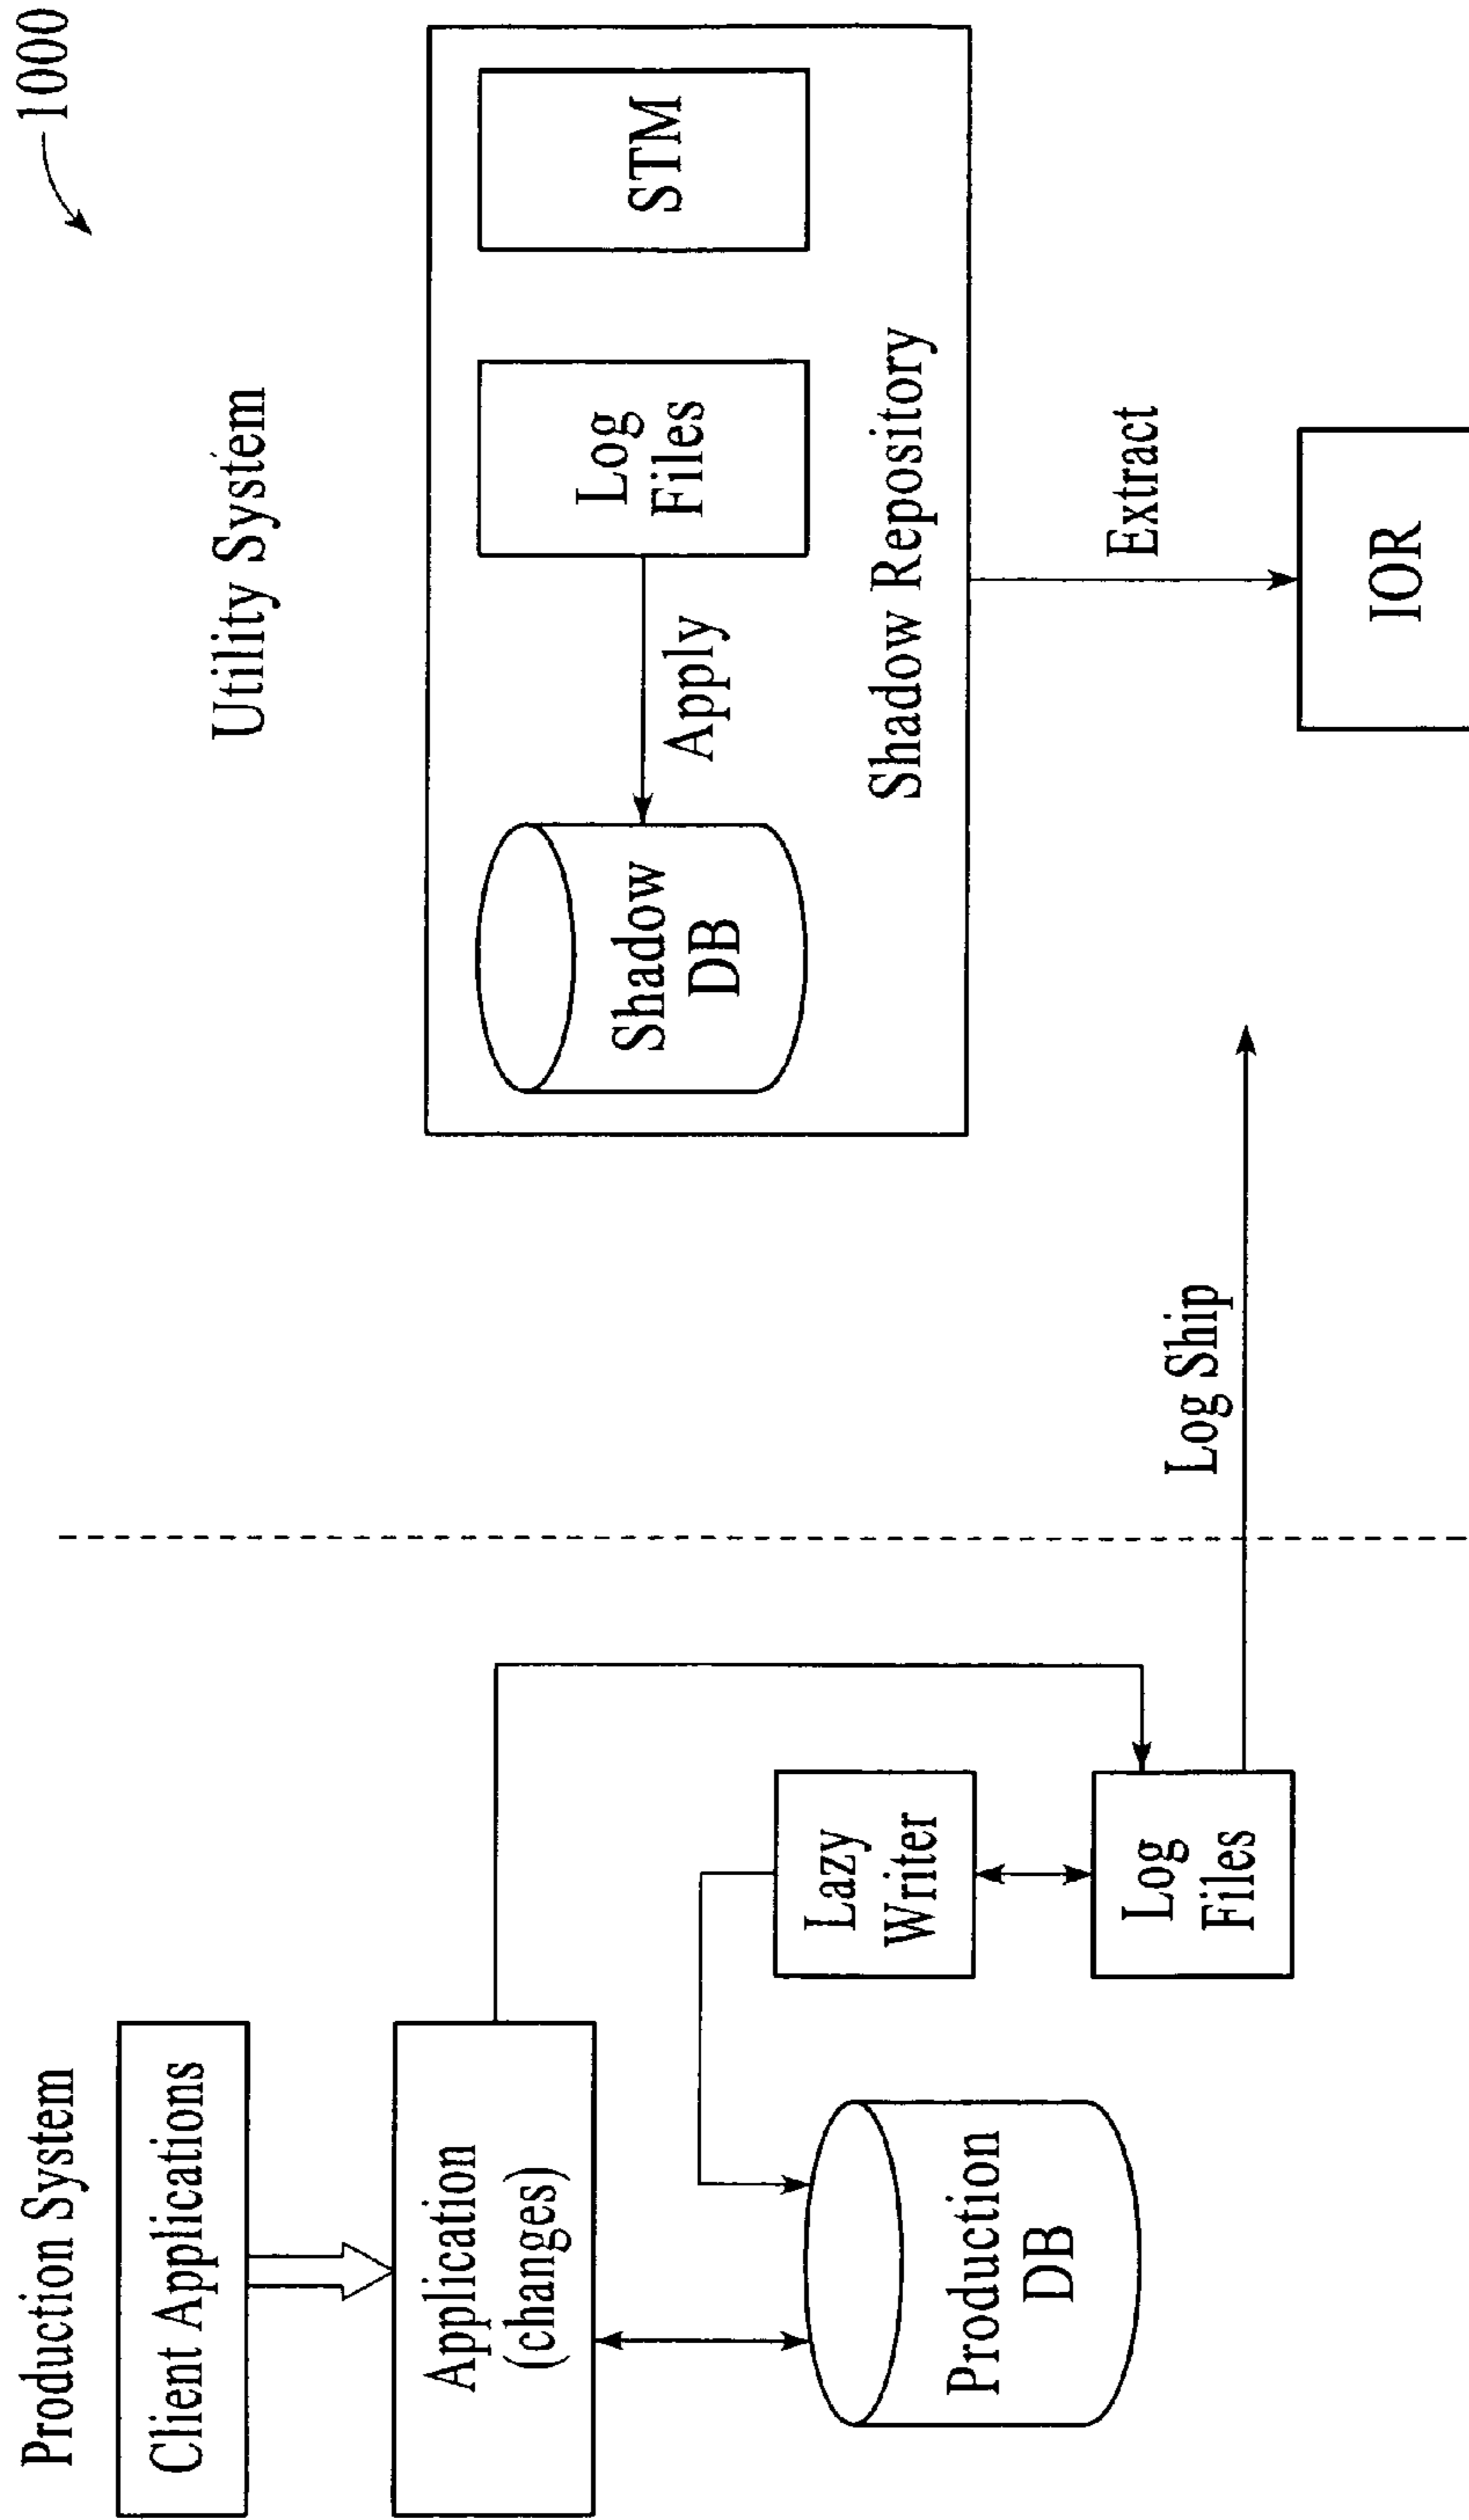 1000
Production System
Client Applications
Application
(changes)
Production
DB
Lazy
Writer
Log
Files
Log Ship
Utility System
Shadow
DB
Apply
Log
Files
STM
Shadow Repository
Extract
IOR